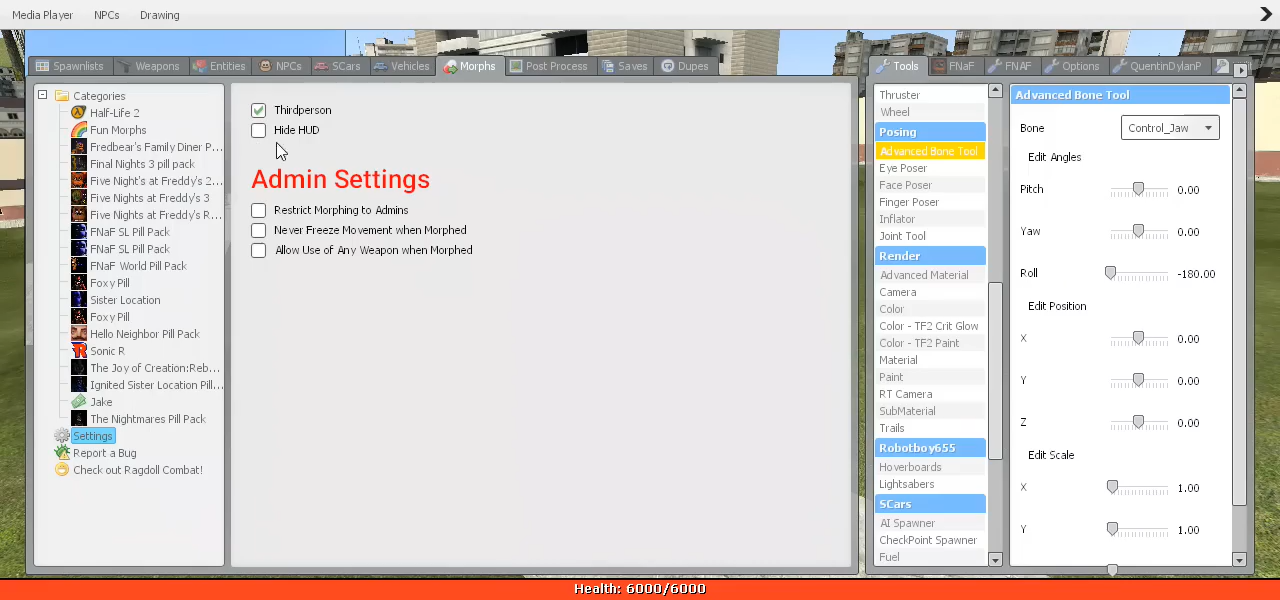 Media Player NPCs Drawing
Spawnlists Weapons Entities NPCs SCars Vehicles Morphs Post Process Saves Dupes
Tools FNaF FNAF Options QuentinDylanP
Categories
Half-Life 2
Fun Morphs
Fredbear's Family Diner P...
Final Nights 3 pill pack
Five Night's at Freddy's 2...
Five Nights at Freddy's 3
Five Nights at Freddy's R...
FNaF SL Pill Pack
FNaF SL Pill Pack
FNaF World Pill Pack
Foxy Pill
Sister Location
Foxy Pill
Hello Neighbor Pill Pack
Sonic R
The Joy of Creation:Reb...
Ignited Sister Location Pill...
Jake
The Nightmares Pill Pack
Settings
Report a Bug
Check out Ragdoll Combat!
Thirdperson
Hide HUD
Admin Settings
Restrict Morphing to Admins
Never Freeze Movement when Morphed
Allow Use of Any Weapon when Morphed
Thruster
Wheel
Posing
Advanced Bone Tool
Eye Poser
Face Poser
Finger Poser
Inflator
Joint Tool
Render
Advanced Material
Camera
Color
Color - TF2 Crit Glow
Color - TF2 Paint
Material
Paint
RT Camera
SubMaterial
Trails
Robotboy655
Hoverboards
Lightsabers
SCars
AI Spawner
CheckPoint Spawner
Fuel
Advanced Bone Tool
Bone Control_Jaw
Edit Angles
Pitch 0.00
Yaw 0.00
Roll -180.00
Edit Position
X 0.00
Y 0.00
Z 0.00
Edit Scale
X 1.00
Y 1.00
Health: 6000/6000